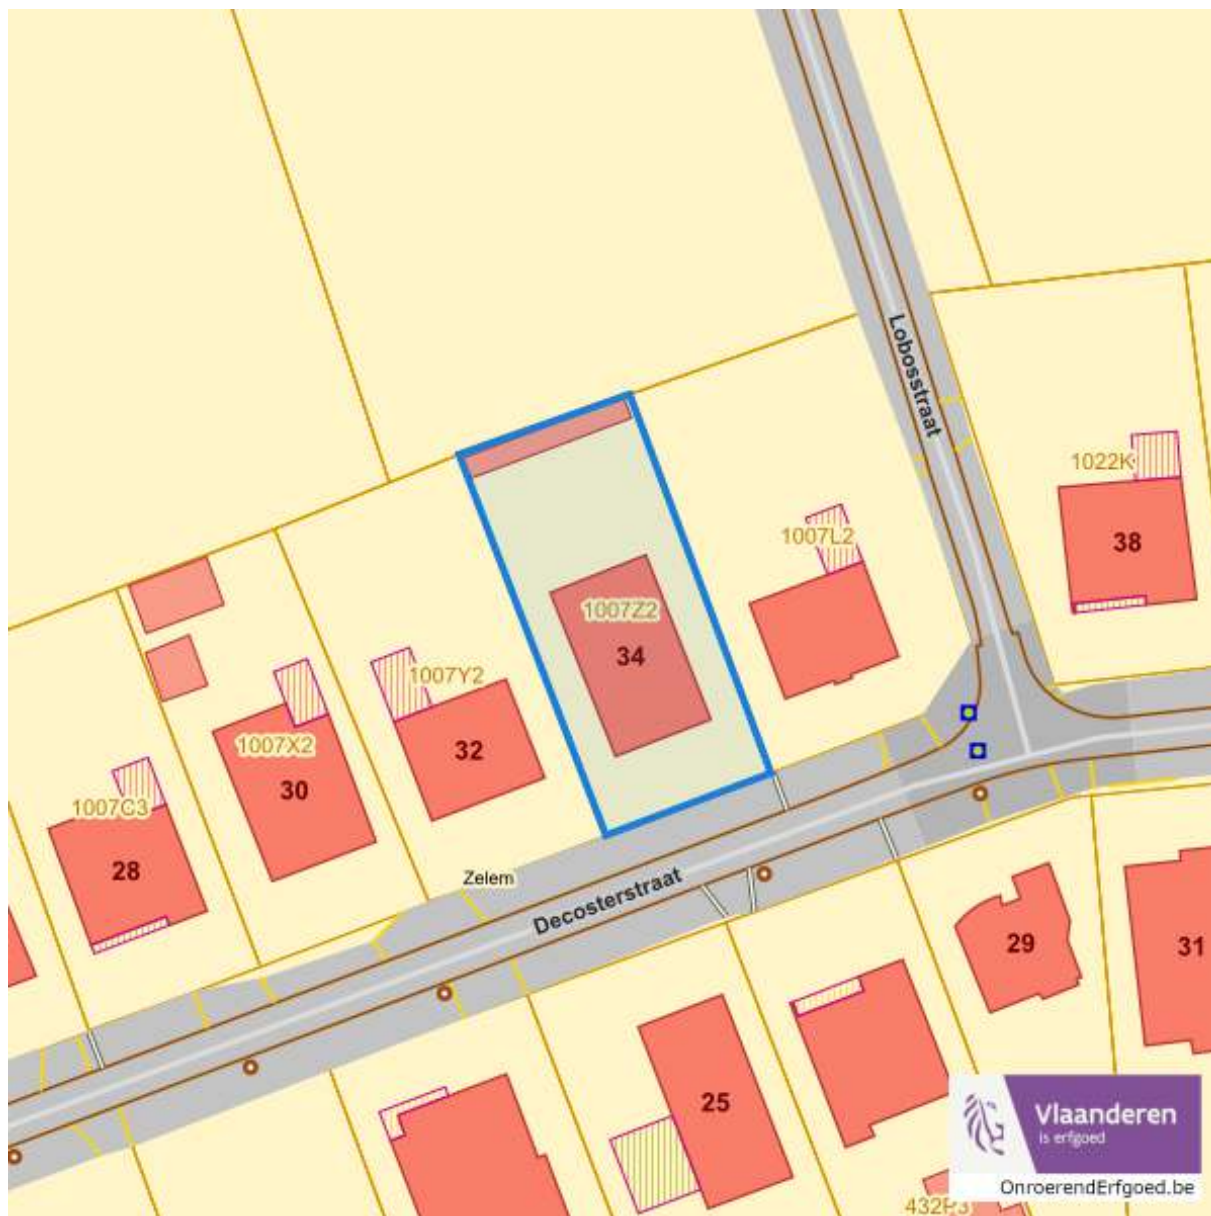 Lobosstraat
1022K
38
1007L2
1007Z2
34
1007Y2
32
1007X2
30
1007C3
28
Zelem
Decosterstraat
29
31
25
Vlaanderen
is erfgoed
OnroerendErfgoed.be
432P3